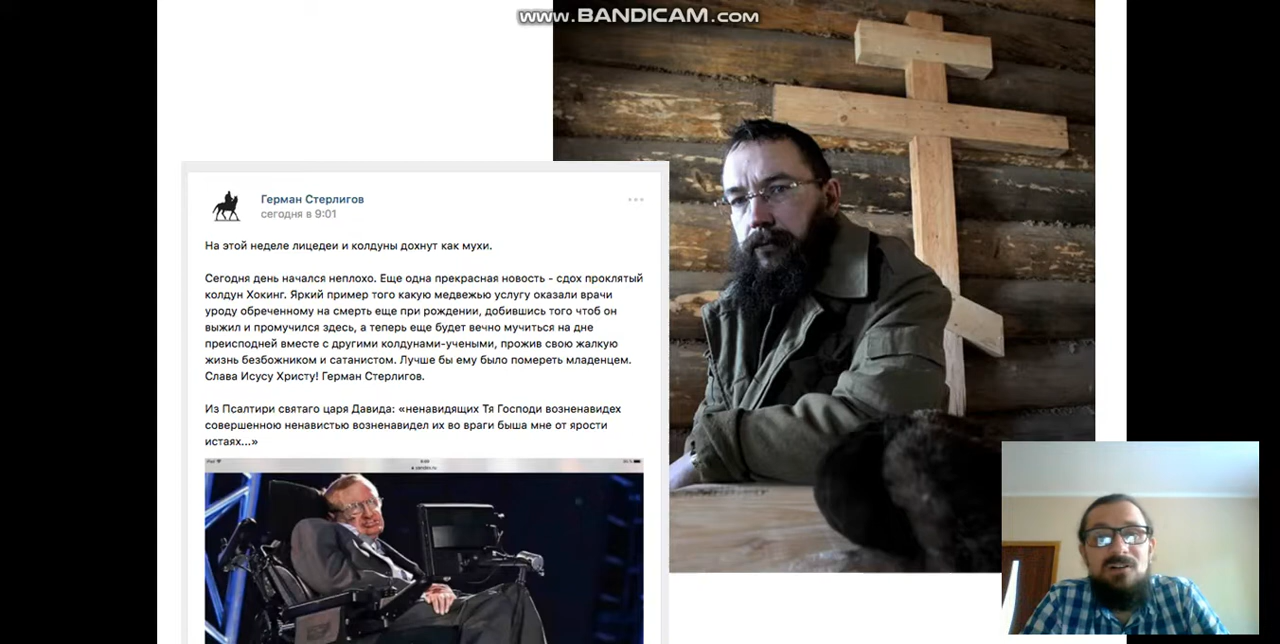 www.BANDICAM.com
Герман Стерлигов
сегодня в 9:01
На этой неделе лицедеи и колдуны дохнут как мухи.
Сегодня день начался неплохо. Еще одна прекрасная новость - сдох проклятый
колдун Хокинг. Яркий пример того какую медвежью услугу оказали врачи
уроду обреченному на смерть еще при рождении, добившись того чтоб он
выжил и промучился здесь, а теперь еще будет вечно мучиться на дне
преисподней вместе с другими колдунами-учеными, прожив свою жалкую
жизнь безбожником и сатанистом. Лучше бы ему было помереть младенцем.
Слава Исусу Христу! Герман Стерлигов.
Из Псалтири святаго царя Давида: «ненавидящих Тя Господи возненавидех
совершенною ненавистью возненавидел их во враги быша мне от ярости
истаях...»